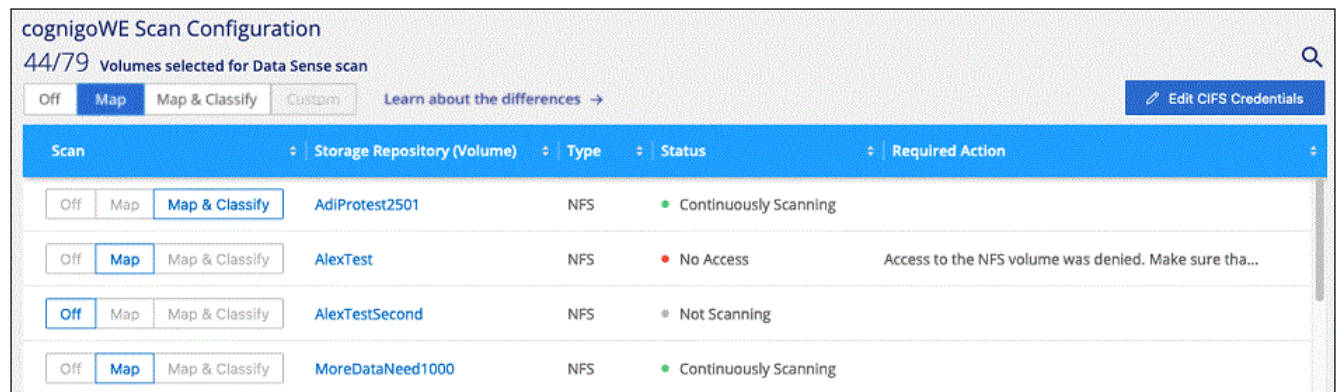 cognigoWE Scan Configuration
44/79 Volumes selected for Data Sense scan
Off Map Map & Classify Custom Learn about the differences → Edit CIFS Credentials
Scan Storage Repository (Volume) Type Status Required Action
Off Map Map & Classify AdiProtest2501 NFS Continuously Scanning
Off Map Map & Classify AlexTest NFS No Access Access to the NFS volume was denied. Make sure tha...
Off Map Map & Classify AlexTestSecond NFS Not Scanning
Off Map Map & Classify MoreDataNeed1000 NFS Continuously Scanning